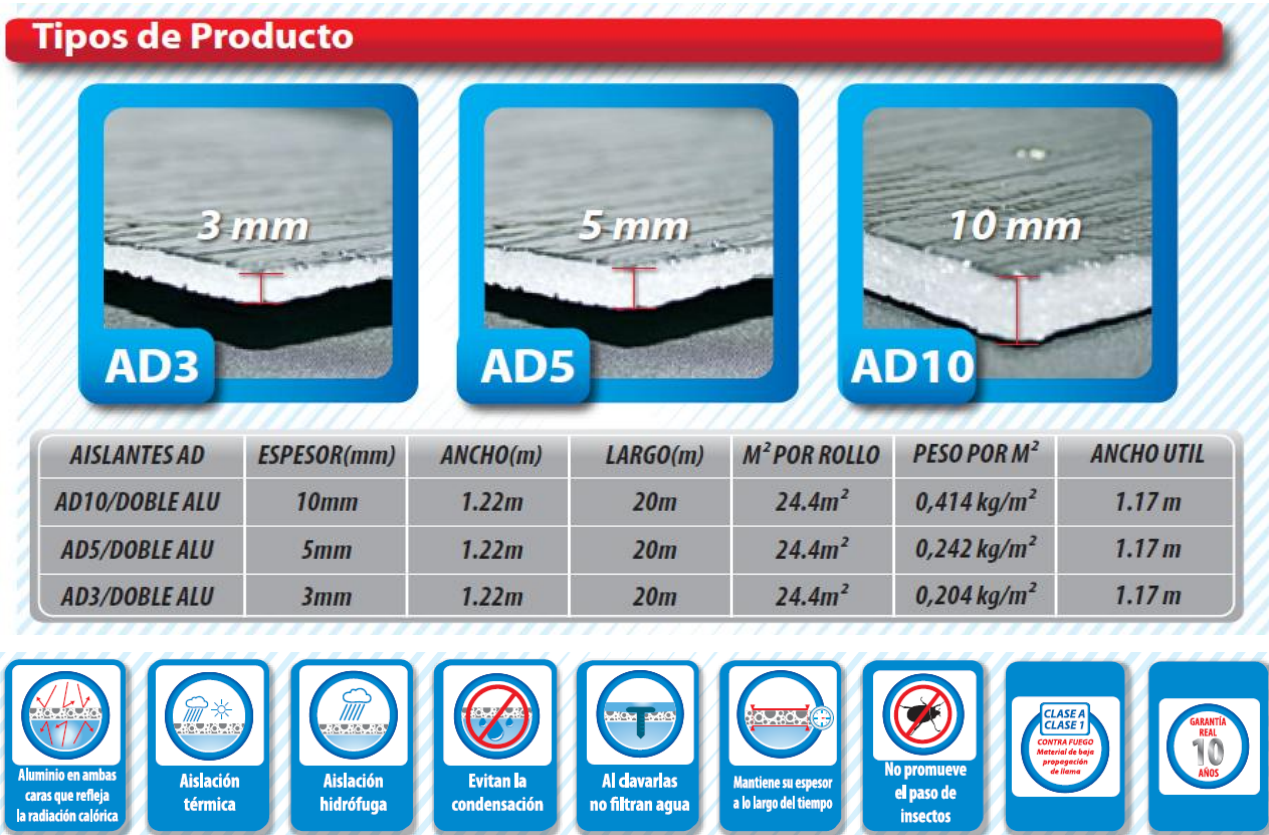 Tipos de Producto
3 mm
5 mm
10 mm
AD3
AD5
AD10
AISLANTES AD ESPESOR(mm) ANCHO(m) LARGO(m) M² POR ROLLO PESO POR M² ANCHO UTIL
AD10/DOBLE ALU 10mm 1.22m 20m 24.4m² 0,414 kg/m² 1.17 m
AD5/DOBLE ALU 5mm 1.22m 20m 24.4m² 0,242 kg/m² 1.17 m
AD3/DOBLE ALU 3mm 1.22m 20m 24.4m² 0,204 kg/m² 1.17 m
Aluminio en ambas
caras que refleja
la radiación calórica
Aislación
térmica
Aislación
hidrófuga
Evitan la
condensación
Al clavarlas
no filtran agua
Mantiene su espesor
a lo largo del tiempo
No promueve
el paso de
insectos
CLASE A
CLASE 1
CONTRA FUEGO
Material de baja
propagación
de llama
GARANTÍA
REAL
10
AÑOS